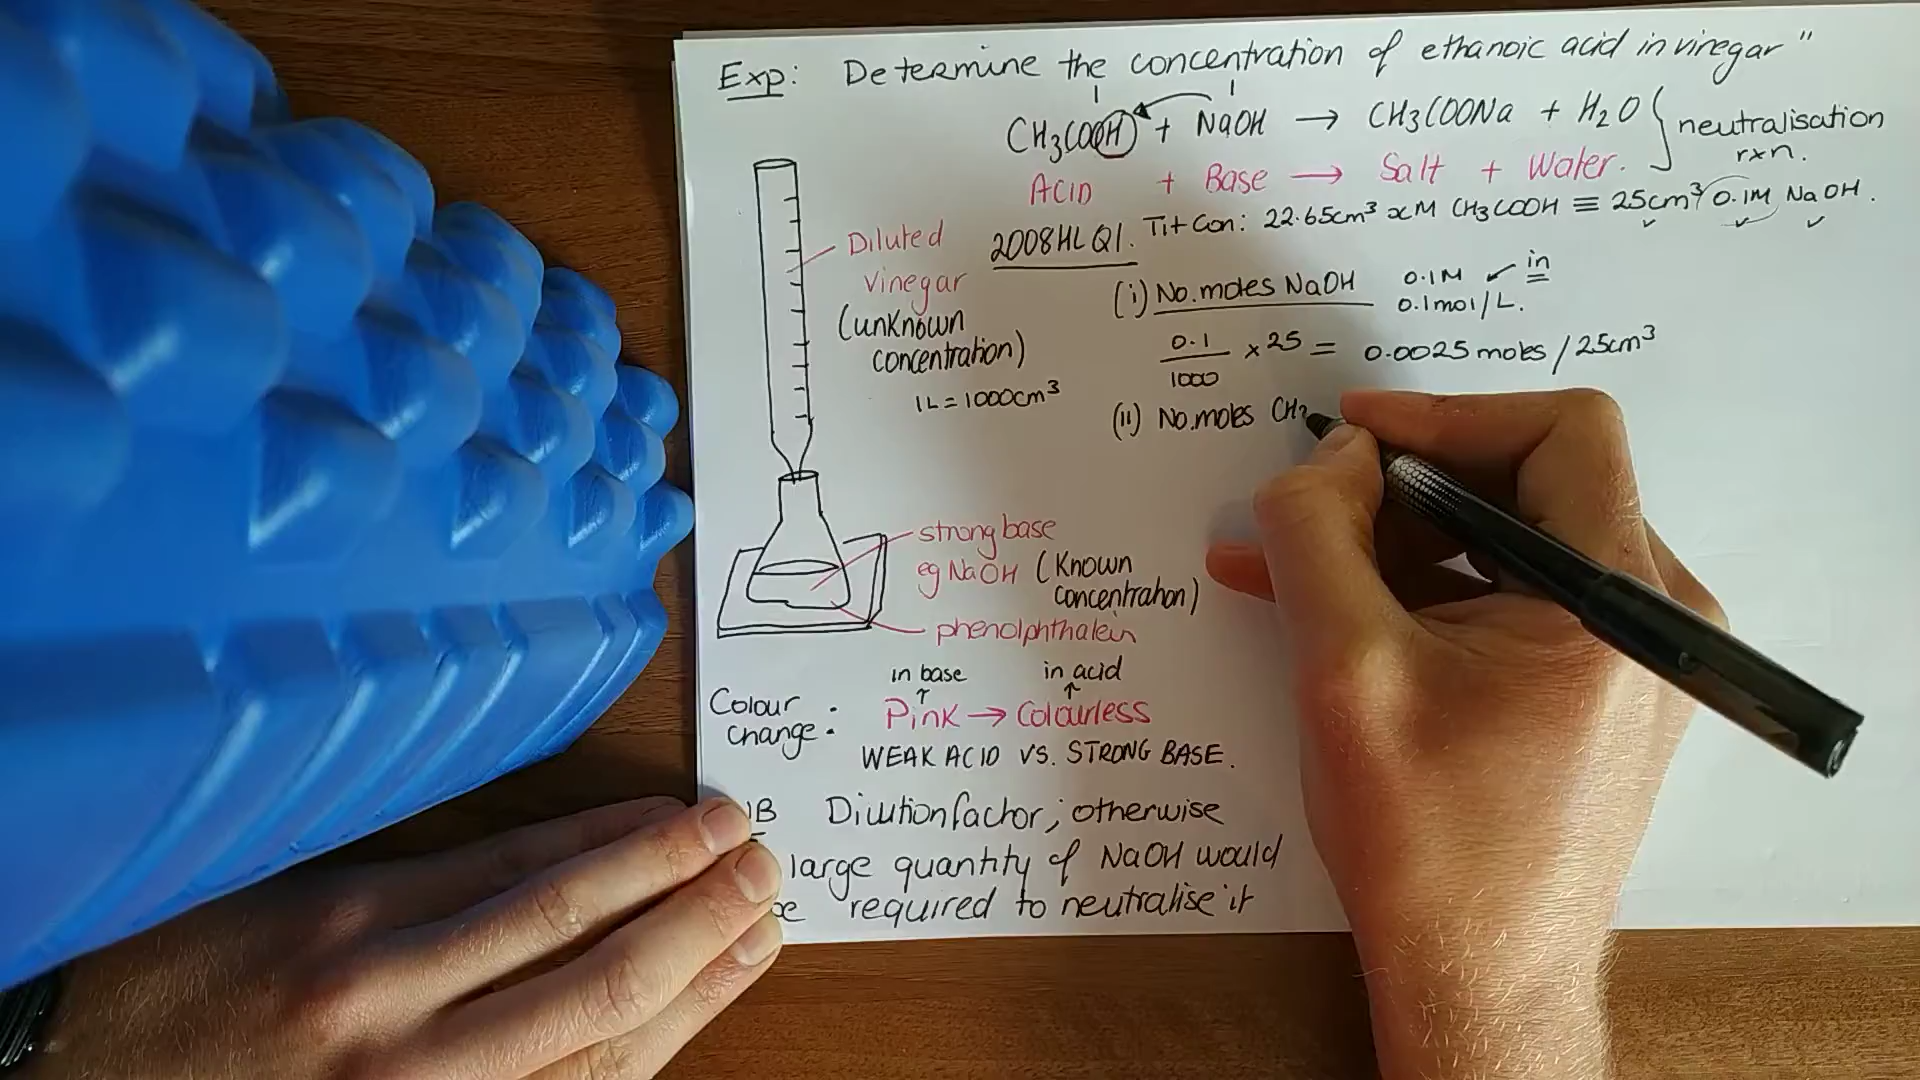 Exp: Determine the concentration of ethanoic acid in vinegar"
CH3COOH + NaOH → CH3COONa + H2O } neutralisation
rxn.
ACID + Base → Salt + Water.
2008HL Q1. Tit Con: 22.65cm³ xM CH3COOH ≡ 25cm³ 0.1M NaOH.
Diluted
vinegar
(unknown
concentration)
1L = 1000cm³
(i) No. moles NaOH 0.1M ← in
0.1mol/L.
0.1
1000
× 25 = 0.0025 moles / 25cm³
(ii) No. moles CH3
strong base
eg NaOH (Known
concentration)
phenolphthalein
in base in acid
↑ ↑
Colour change: Pink → Colourless
WEAK ACID VS. STRONG BASE.
Dilution factor; otherwise
large quantity of NaOH would
required to neutralise it